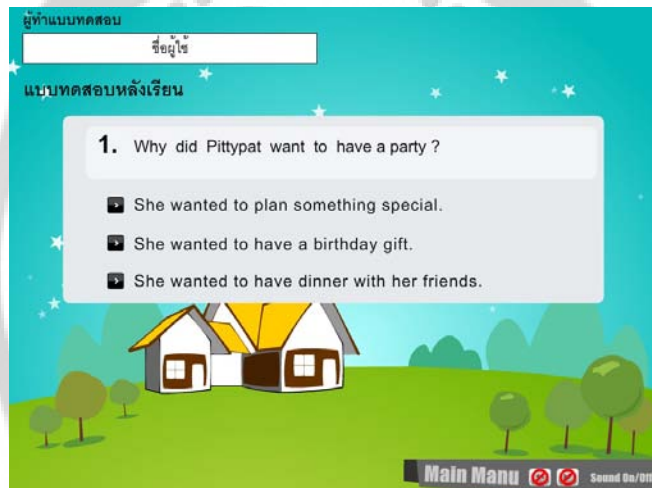 ผู้ทำแบบทดสอบ
ชื่อผู้ใช้
แบบทดสอบหลังเรียน
1. Why did Pittypat want to have a party ?
She wanted to plan something special.
She wanted to have a birthday gift.
She wanted to have dinner with her friends.
Main Manu Sound On/Off